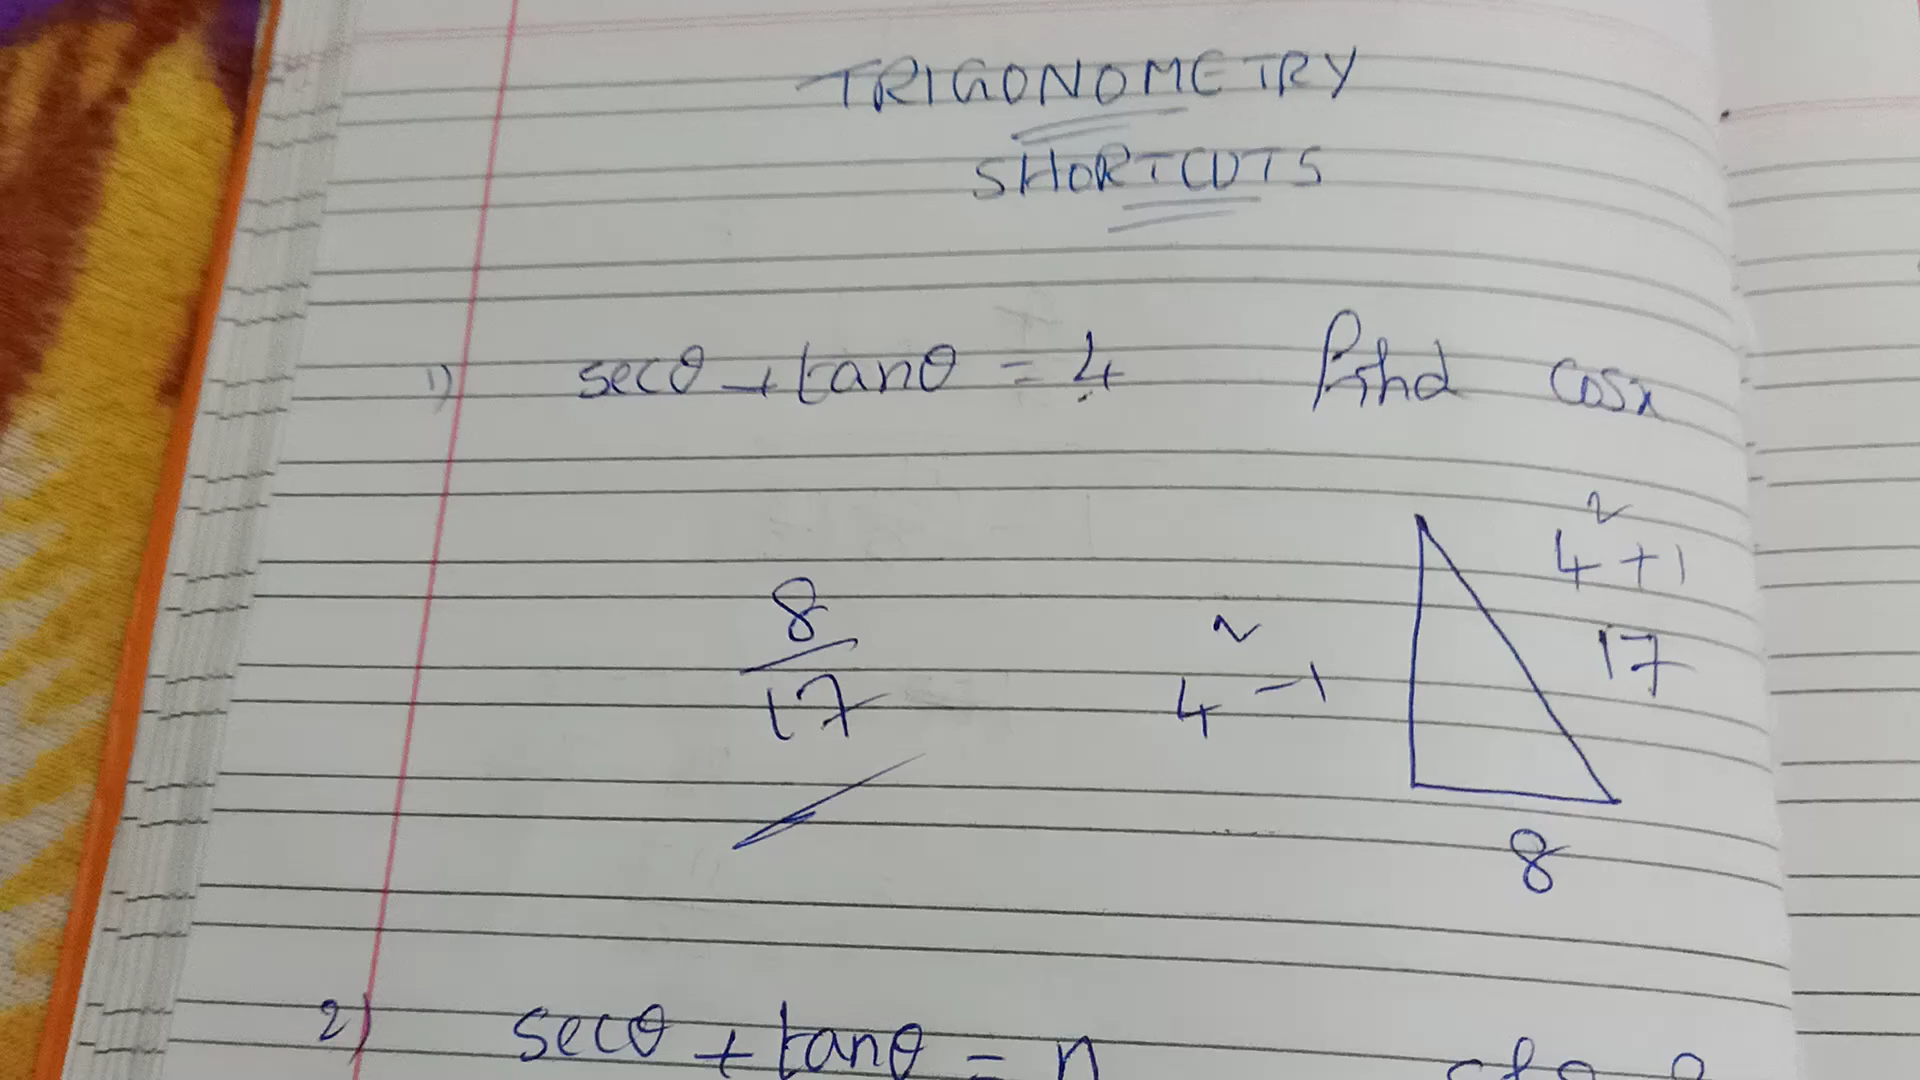 TRIGONOMETRY
SHORTCUTS
1) secθ + tanθ = 4 Find cosx
4² + 1
8/17
4² - 1
17
8
2) secθ + tanθ = n